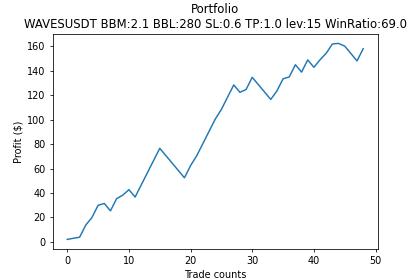 Portfolio
WAVESUSDT BBM:2.1 BBL:280 SL:0.6 TP:1.0 lev:15 WinRatio:69.0
160
140
120
100
80
60
40
20
0
Profit ($)
0 10 20 30 40 50
Trade counts